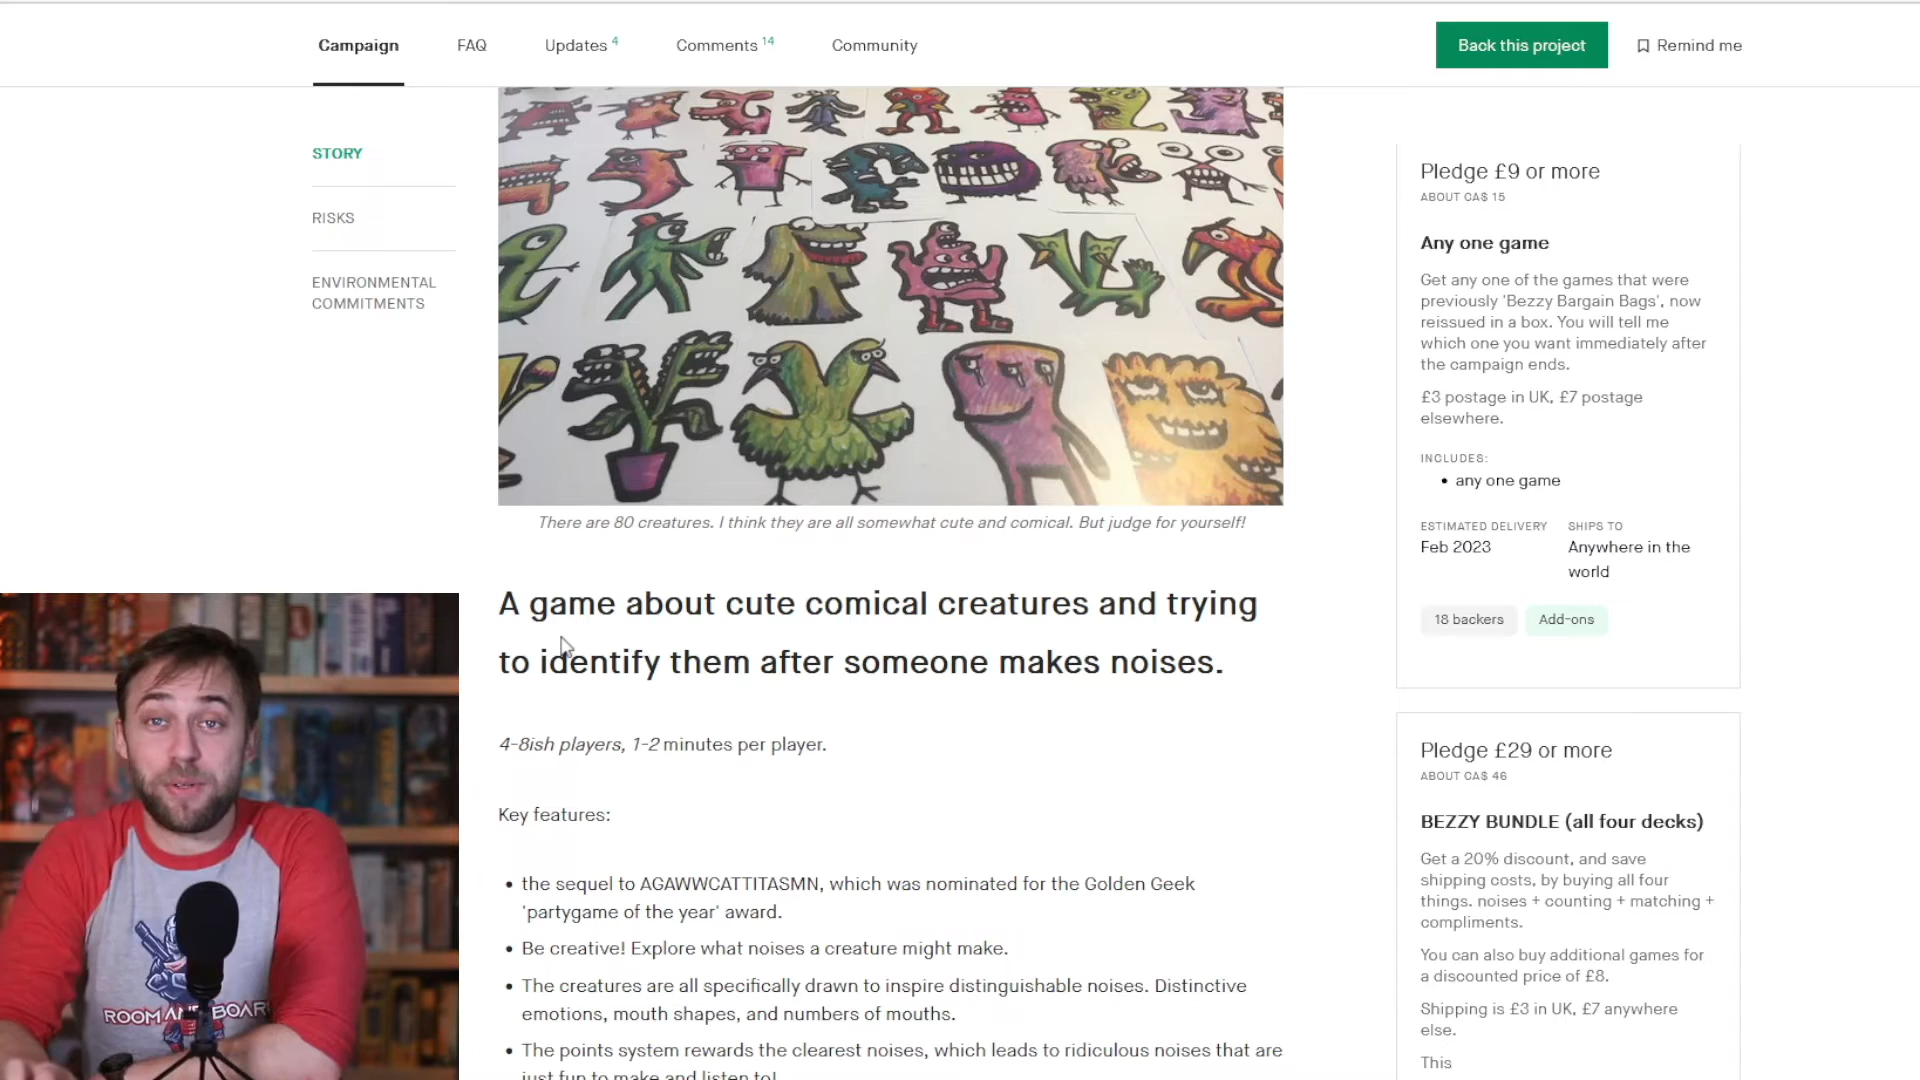 Campaign
FAQ
Updates 4
Comments 14
Community
Back this project
Remind me
STORY
RISKS
ENVIRONMENTAL
COMMITMENTS
There are 80 creatures. I think they are all somewhat cute and comical. But judge for yourself!
A game about cute comical creatures and trying
to identify them after someone makes noises.
4-8ish players, 1-2 minutes per player.
Key features:
• the sequel to AGAWWCATTITASMN, which was nominated for the Golden Geek
'partygame of the year' award.
• Be creative! Explore what noises a creature might make.
• The creatures are all specifically drawn to inspire distinguishable noises. Distinctive
emotions, mouth shapes, and numbers of mouths.
• The points system rewards the clearest noises, which leads to ridiculous noises that are
just fun to make and listen to!
Pledge £9 or more
ABOUT CA$ 15
Any one game
Get any one of the games that were
previously 'Bezzy Bargain Bags', now
reissued in a box. You will tell me
which one you want immediately after
the campaign ends.
£3 postage in UK, £7 postage
elsewhere.
INCLUDES:
• any one game
ESTIMATED DELIVERY
Feb 2023
SHIPS TO
Anywhere in the
world
18 backers
Add-ons
Pledge £29 or more
ABOUT CA$ 46
BEZZY BUNDLE (all four decks)
Get a 20% discount, and save
shipping costs, by buying all four
things. noises + counting + matching +
compliments.
You can also buy additional games for
a discounted price of £8.
Shipping is £3 in UK, £7 anywhere
else.
This
ROOM AND BOARD